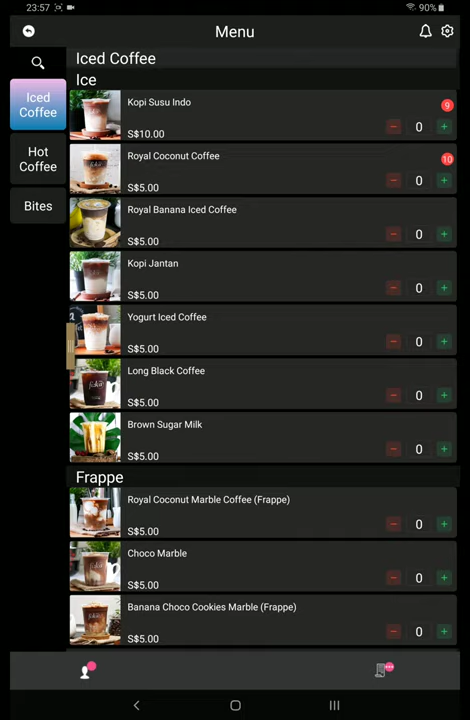 23:57
90%
Menu
Iced Coffee
Iced
Coffee
Hot
Coffee
Bites
Ice
Kopi Susu Indo
9
S$10.00
0
Royal Coconut Coffee
10
S$5.00
0
Royal Banana Iced Coffee
S$5.00
0
Kopi Jantan
S$5.00
0
Yogurt Iced Coffee
S$5.00
0
Long Black Coffee
S$5.00
0
Brown Sugar Milk
S$5.00
0
Frappe
Royal Coconut Marble Coffee (Frappe)
S$5.00
0
Choco Marble
S$5.00
0
Banana Choco Cookies Marble (Frappe)
S$5.00
0